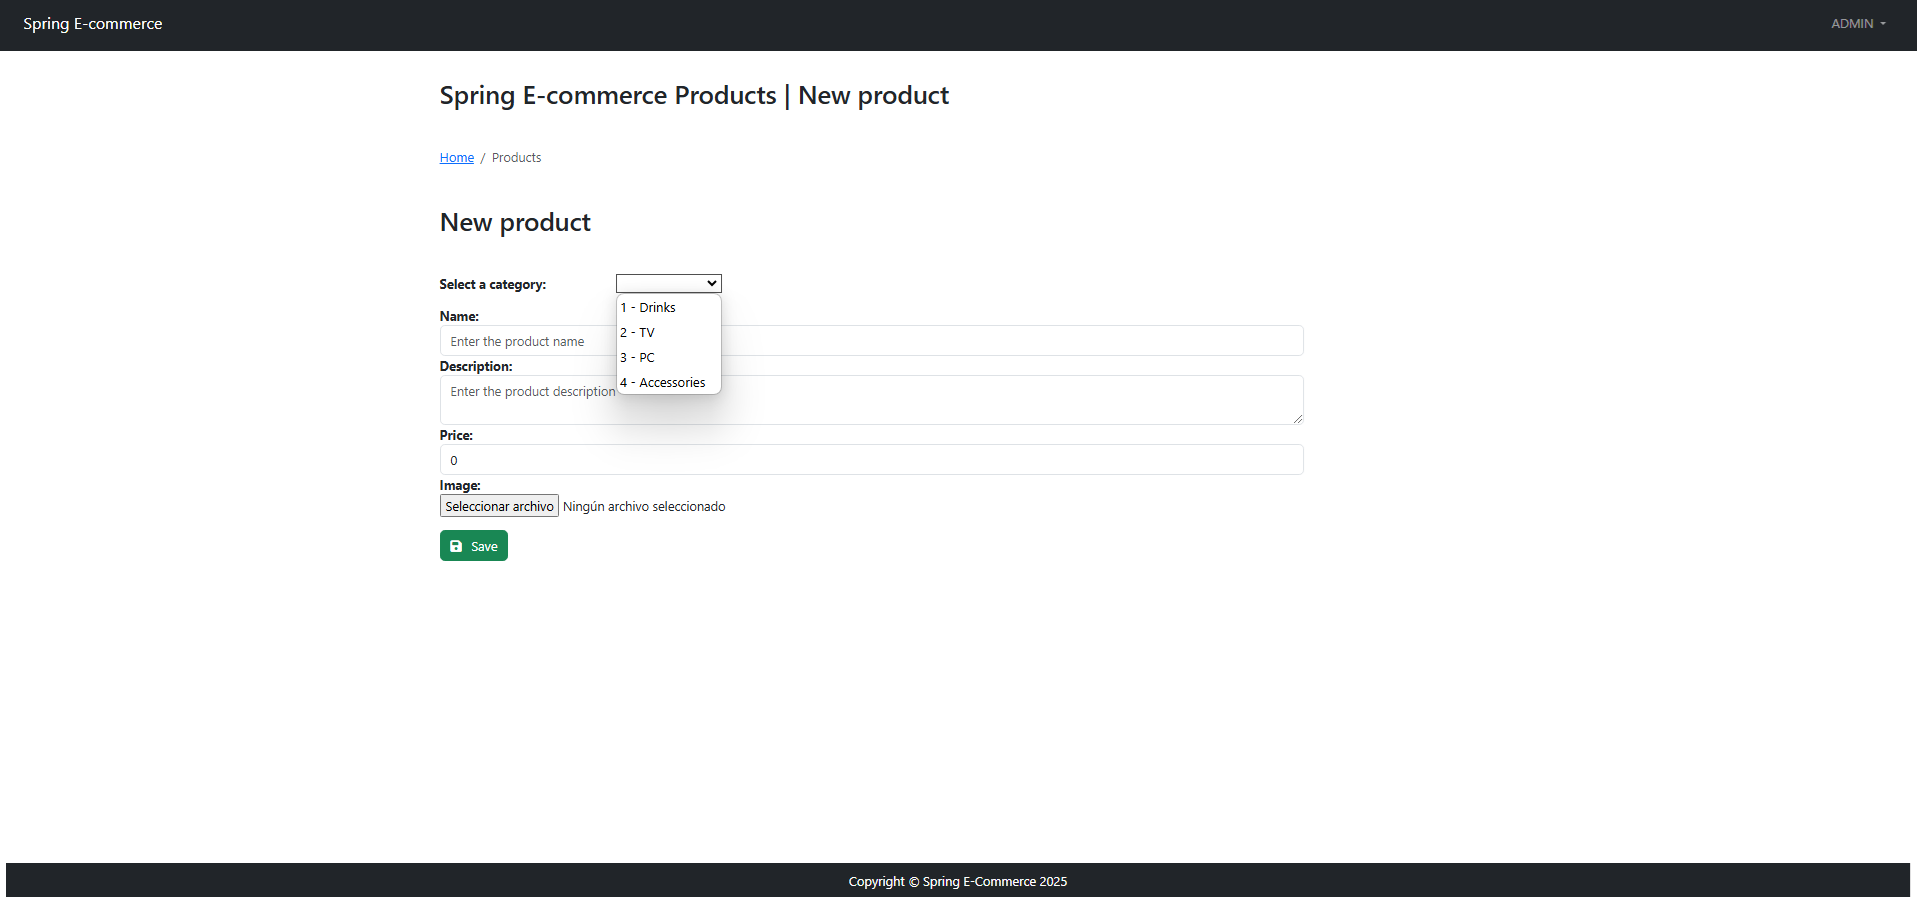 Spring E-commerce
ADMIN
Spring E-commerce Products | New product
Home / Products
New product
Select a category:
1 - Drinks
2 - TV
3 - PC
4 - Accessories
Name:
Enter the product name
Description:
Enter the product description
Price:
0
Image:
Seleccionar archivo Ningún archivo seleccionado
Save
Copyright © Spring E-Commerce 2025